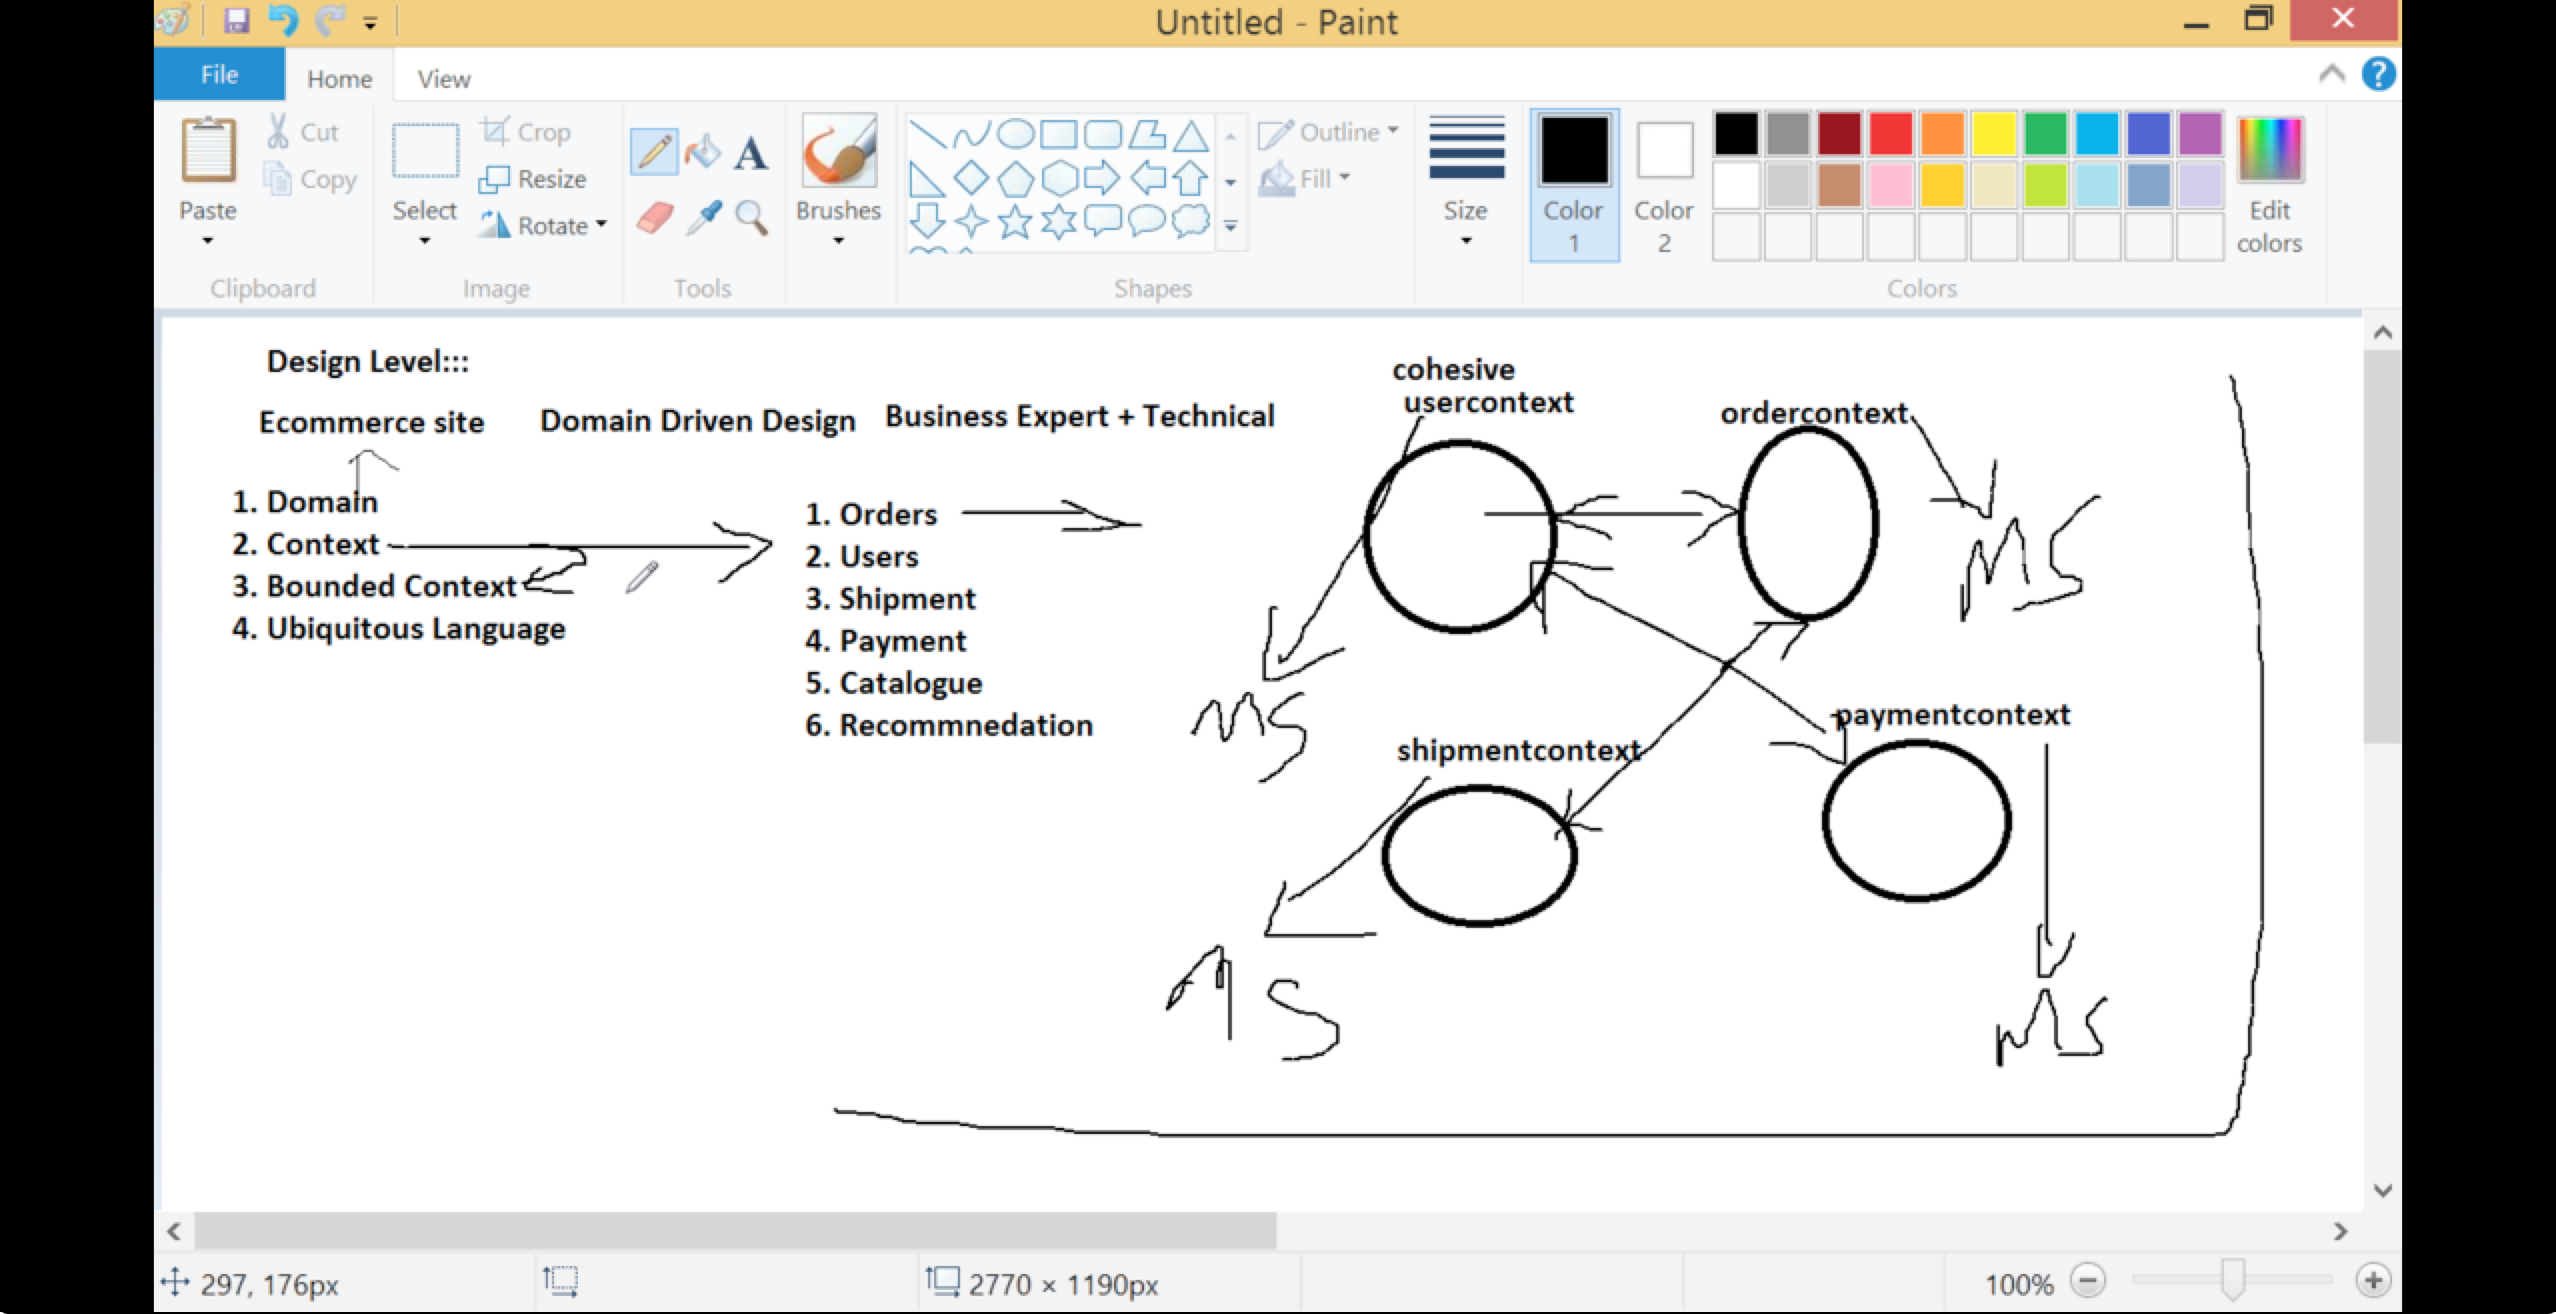 Untitled - Paint
File Home View
Paste
Cut
Copy
Clipboard
Select
Crop
Resize
Rotate
Image
A
Tools
Brushes
Outline
Fill
Shapes
Size
Color 1
Color 2
Edit colors
Colors
Design Level:::
Ecommerce site
Domain Driven Design
Business Expert + Technical
1. Domain
2. Context
3. Bounded Context
4. Ubiquitous Language
1. Orders
2. Users
3. Shipment
4. Payment
5. Catalogue
6. Recommnedation
cohesive
usercontext
MS
ordercontext
MS
shipmentcontext
MS
paymentcontext
MS
297, 176px
2770 × 1190px
100%